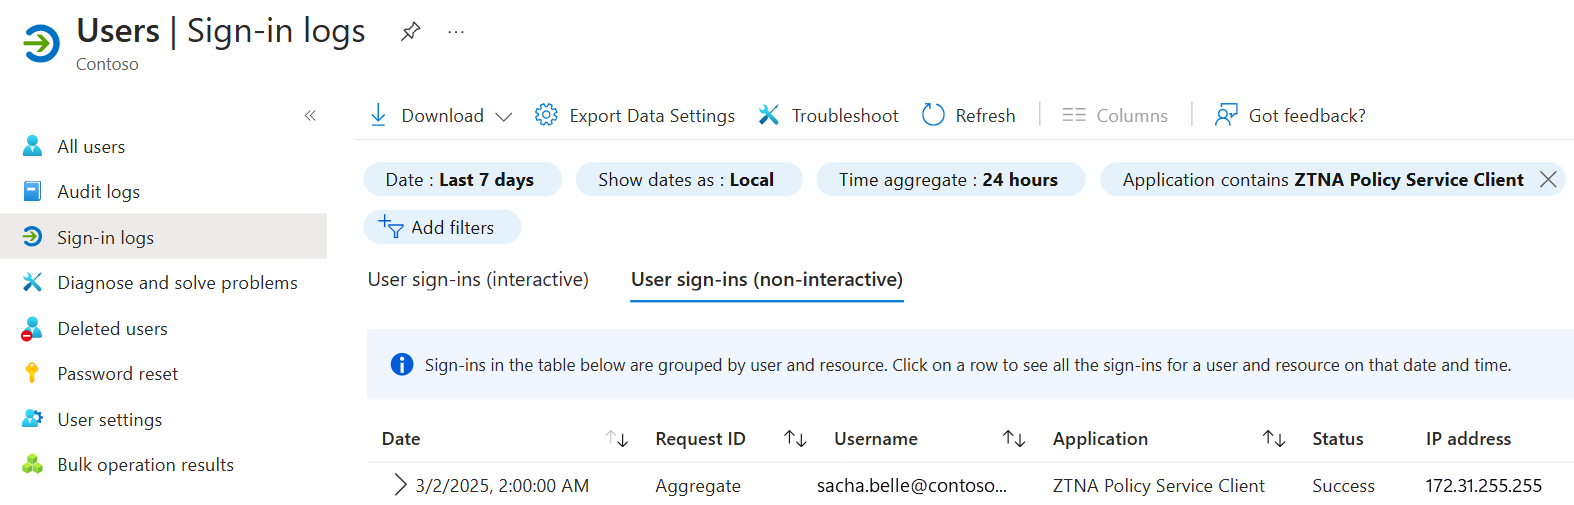 Users | Sign-in logs
Contoso
All users
Audit logs
Sign-in logs
Diagnose and solve problems
Deleted users
Password reset
User settings
Bulk operation results
Download
Export Data Settings
Troubleshoot
Refresh
Columns
Got feedback?
Date : Last 7 days
Show dates as : Local
Time aggregate : 24 hours
Application contains ZTNA Policy Service Client
Add filters
User sign-ins (interactive)
User sign-ins (non-interactive)
Sign-ins in the table below are grouped by user and resource. Click on a row to see all the sign-ins for a user and resource on that date and time.
Date Request ID Username Application Status IP address
3/2/2025, 2:00:00 AM Aggregate sacha.belle@contoso... ZTNA Policy Service Client Success 172.31.255.255